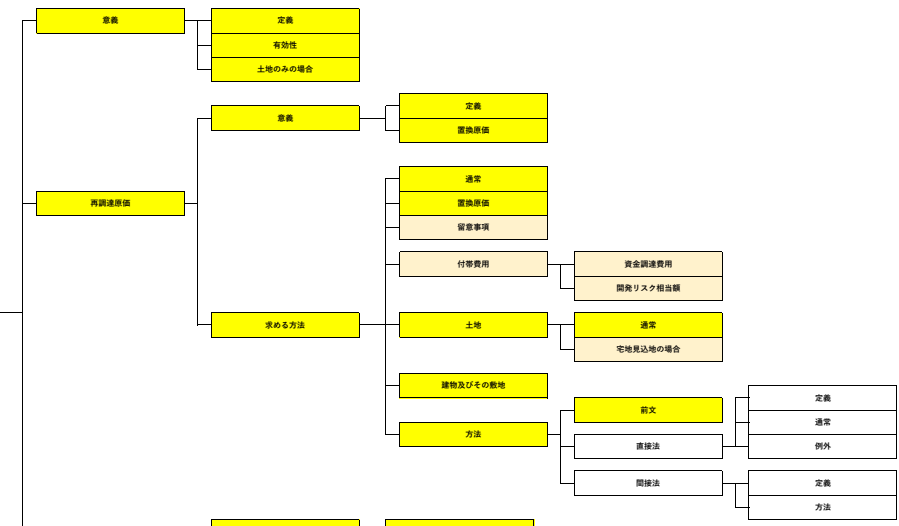 意義
定義
有効性
土地のみの場合
再調達原価
意義
定義
置換原価
求める方法
通常
置換原価
留意事項
付帯費用
資金調達費用
開発リスク相当額
土地
通常
宅地見込地の場合
建物及びその敷地
方法
前文
直接法
定義
通常
例外
間接法
定義
方法